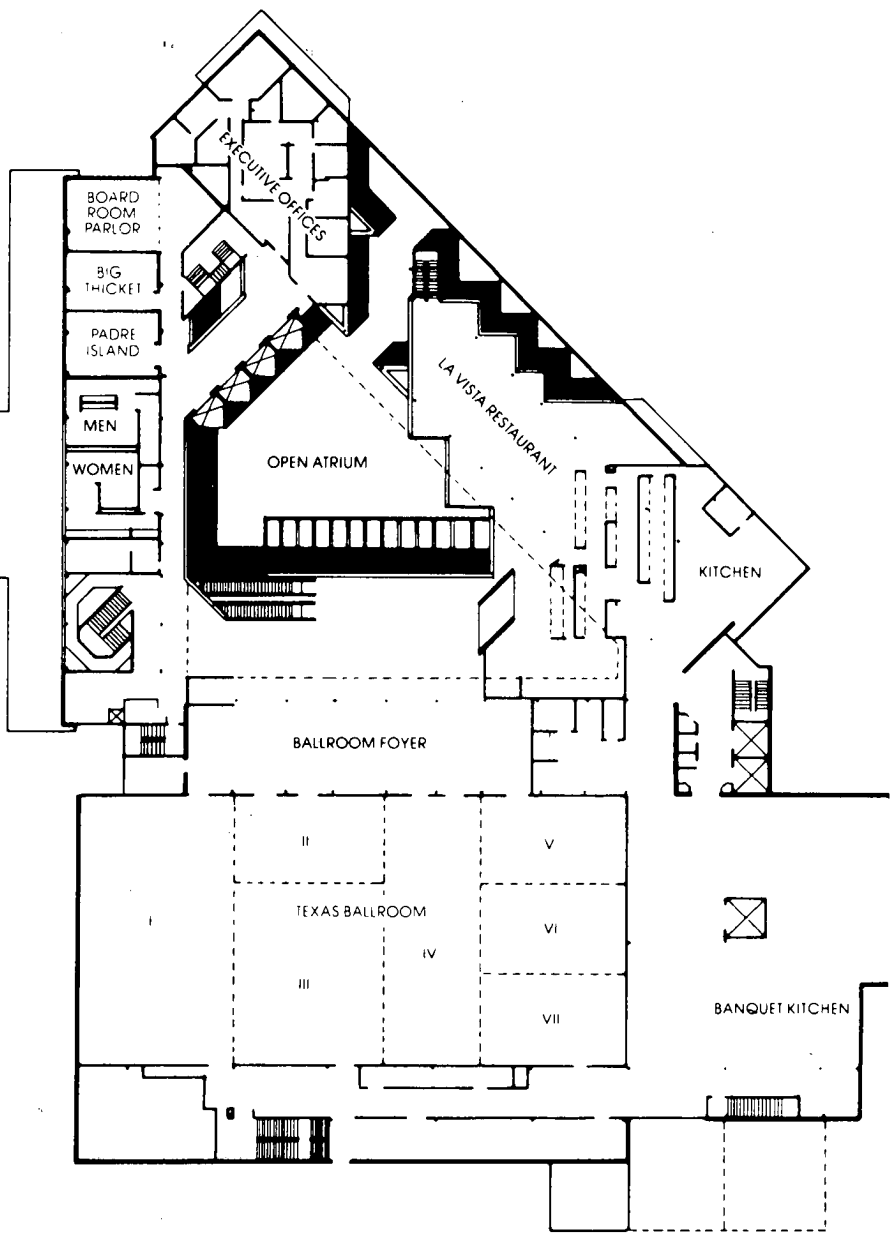 EXECUTIVE OFFICES
BOARD
ROOM
PARLOR
BIG
THICKET
PADRE
ISLAND
MEN
WOMEN
LA VISTA RESTAURANT
OPEN ATRIUM
KITCHEN
BALLROOM FOYER
II
V
TEXAS BALLROOM
I
IV
VI
III
VII
BANQUET KITCHEN